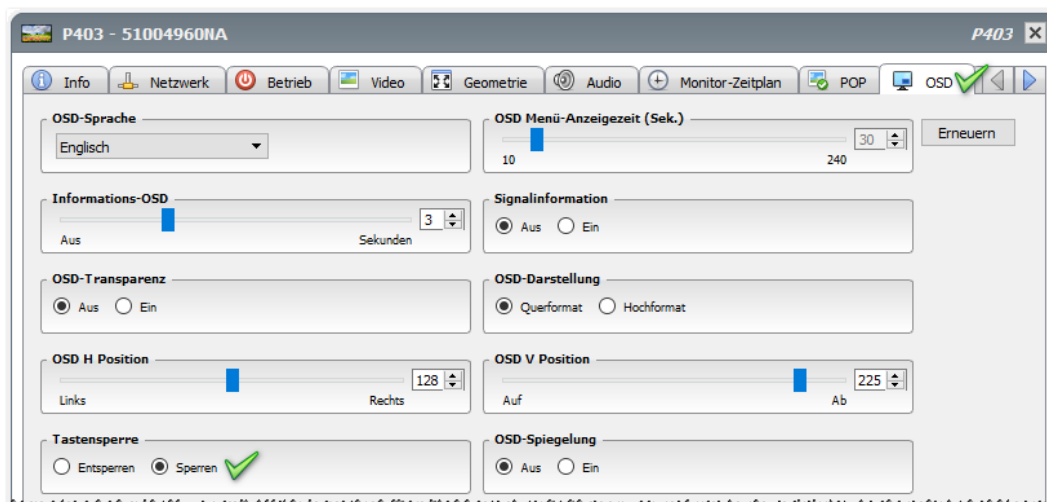 P403 - 51004960NA
P403
Info Netzwerk Betrieb Video Geometrie Audio Monitor-Zeitplan POP OSD
OSD-Sprache
Englisch
OSD Menü-Anzeigezeit (Sek.)
30
10 240
Erneuern
Informations-OSD
3
Aus Sekunden
Signalinformation
Aus Ein
OSD-Transparenz
Aus Ein
OSD-Darstellung
Querformat Hochformat
OSD H Position
128
Links Rechts
OSD V Position
225
Auf Ab
Tastensperre
Entsperren Sperren
OSD-Spiegelung
Aus Ein